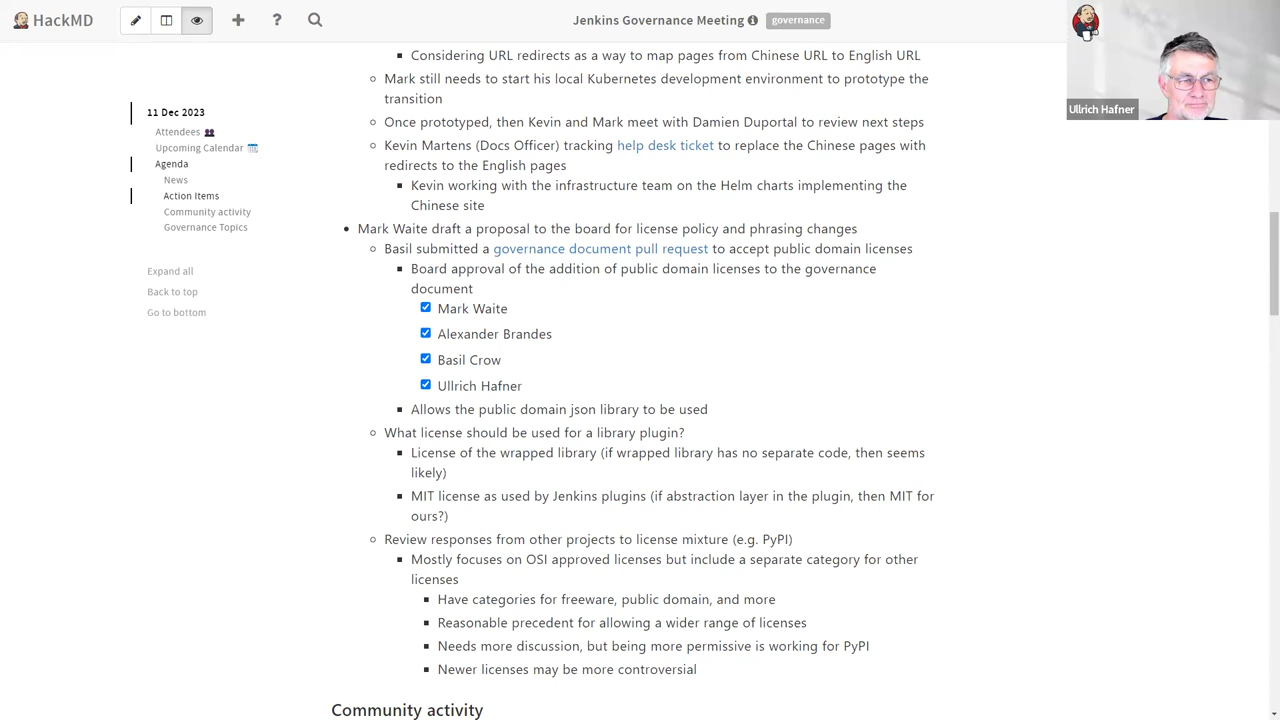 HackMD
Jenkins Governance Meeting
governance
Ullrich Hafner
11 Dec 2023
Attendees 👥
Upcoming Calendar 📆
Agenda
News
Action Items
Community activity
Governance Topics
Expand all
Back to top
Go to bottom
Considering URL redirects as a way to map pages from Chinese URL to English URL
Mark still needs to start his local Kubernetes development environment to prototype the
transition
Once prototyped, then Kevin and Mark meet with Damien Duportal to review next steps
Kevin Martens (Docs Officer) tracking help desk ticket to replace the Chinese pages with
redirects to the English pages
Kevin working with the infrastructure team on the Helm charts implementing the
Chinese site
Mark Waite draft a proposal to the board for license policy and phrasing changes
Basil submitted a governance document pull request to accept public domain licenses
Board approval of the addition of public domain licenses to the governance
document
Mark Waite
Alexander Brandes
Basil Crow
Ullrich Hafner
Allows the public domain json library to be used
What license should be used for a library plugin?
License of the wrapped library (if wrapped library has no separate code, then seems
likely)
MIT license as used by Jenkins plugins (if abstraction layer in the plugin, then MIT for
ours?)
Review responses from other projects to license mixture (e.g. PyPI)
Mostly focuses on OSI approved licenses but include a separate category for other
licenses
Have categories for freeware, public domain, and more
Reasonable precedent for allowing a wider range of licenses
Needs more discussion, but being more permissive is working for PyPI
Newer licenses may be more controversial
Community activity